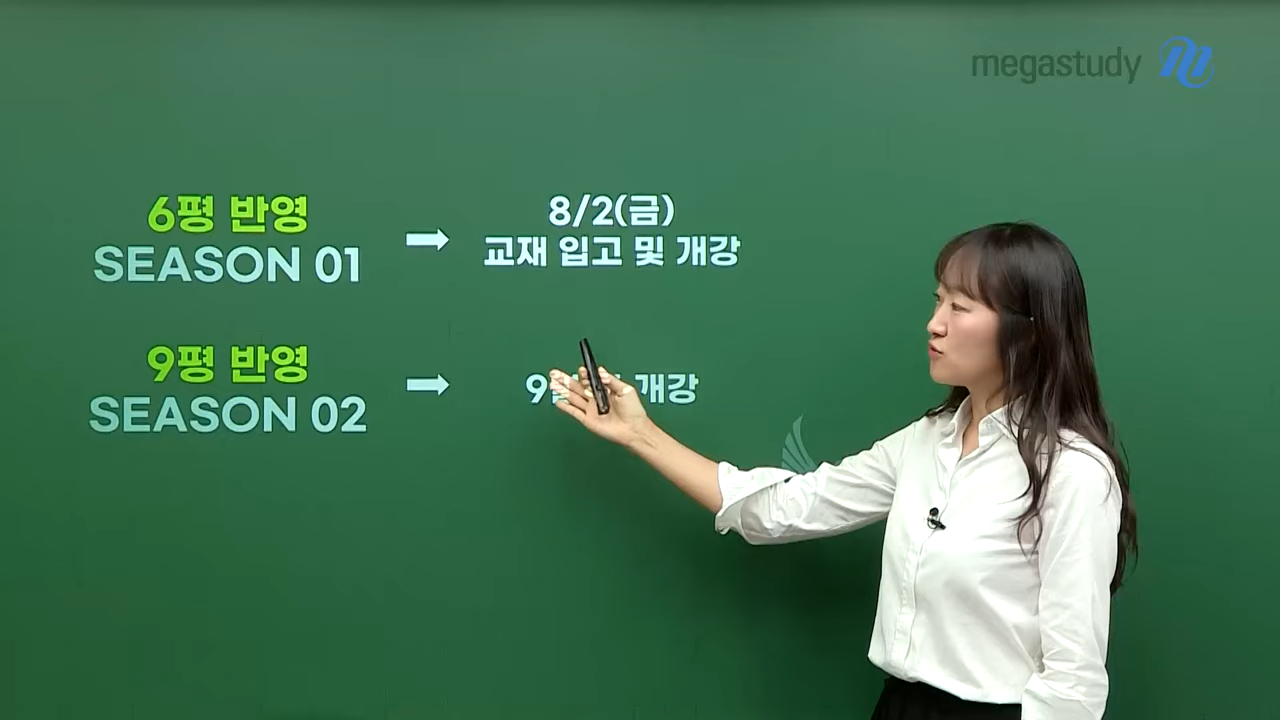 megastudy
6평 반영
SEASON 01
8/2(금)
교재 입고 및 개강
9평 반영
SEASON 02
개강